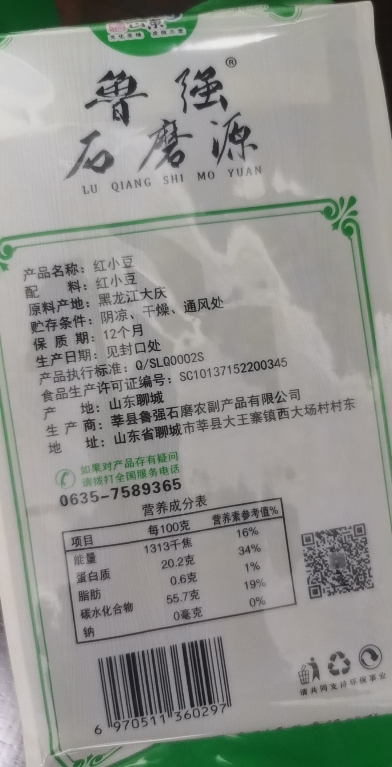 鲁强®
石磨源
LU QIANG SHI MO YUAN
产品名称：红小豆
配料：红小豆
原料产地：黑龙江大庆
贮存条件：阴凉、干燥、通风处
保质期：12个月
生产日期：见封口处
产品执行标准：Q/SLQ0002S
食品生产许可证编号：SC10137152200345
产地：山东聊城
生产商：莘县鲁强石磨农副产品有限公司
地址：山东省聊城市莘县大王寨镇西大场村村东
如果对产品存有疑问
请拨打全国服务电话
0635-7589365
营养成分表
项目 每100克 营养素参考值%
能量 1313千焦 16%
蛋白质 20.2克 34%
脂肪 0.6克 1%
碳水化合物 55.7克 19%
钠 0毫克 0%
6 970511 360297
请共同支持环保事业